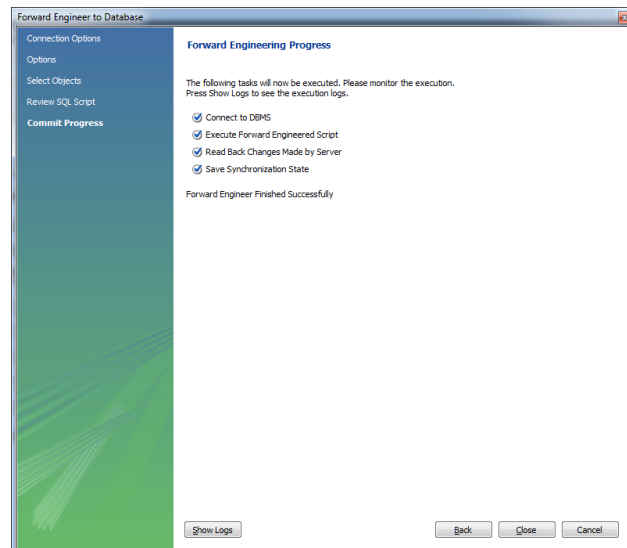 Forward Engineer to Database
Connection Options
Options
Select Objects
Review SQL Script
Commit Progress
Forward Engineering Progress
The following tasks will now be executed. Please monitor the execution.
Press Show Logs to see the execution logs.
Connect to DBMS
Execute Forward Engineered Script
Read Back Changes Made by Server
Save Synchronization State
Forward Engineer Finished Successfully
Show Logs
Back
Close
Cancel